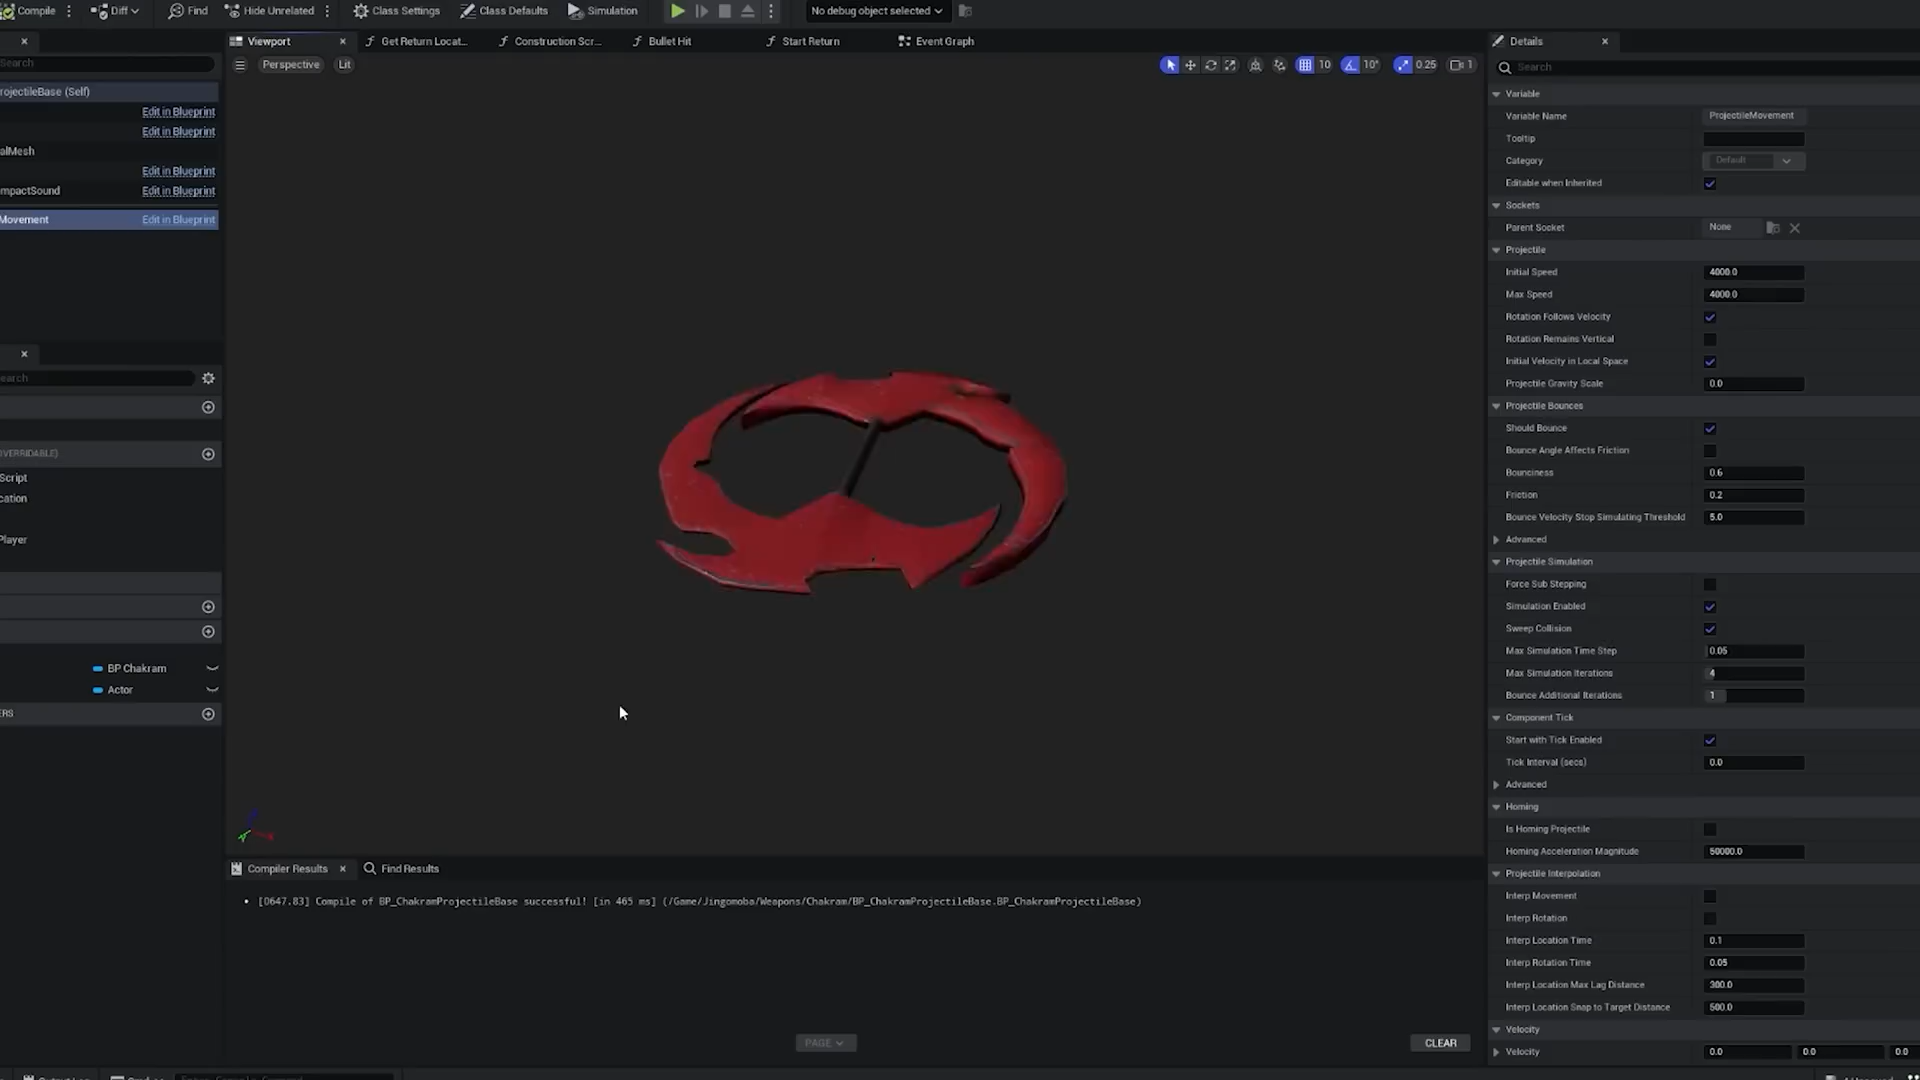 Compile
Diff
Find
Hide Unrelated
Class Settings
Class Defaults
Simulation
No debug object selected
Viewport
Get Return Locat...
Construction Scr...
Bullet Hit
Start Return
Event Graph
Details
Search
Perspective
Lit
10
10°
0.25
1
Search
rojectileBase (Self)
Edit in Blueprint
Edit in Blueprint
alMesh
Edit in Blueprint
mpactSound
Edit in Blueprint
Movement
Edit in Blueprint
earch
OVERRIDABLE)
Script
cation
Player
BP Chakram
Actor
ERS
Variable
Variable Name
ProjectileMovement
Tooltip
Category
Default
Editable when Inherited
Sockets
Parent Socket
None
Projectile
Initial Speed
4000.0
Max Speed
4000.0
Rotation Follows Velocity
Rotation Remains Vertical
Initial Velocity in Local Space
Projectile Gravity Scale
0.0
Projectile Bounces
Should Bounce
Bounce Angle Affects Friction
Bounciness
0.6
Friction
0.2
Bounce Velocity Stop Simulating Threshold
5.0
Advanced
Projectile Simulation
Force Sub Stepping
Simulation Enabled
Sweep Collision
Max Simulation Time Step
0.05
Max Simulation Iterations
4
Bounce Additional Iterations
1
Component Tick
Start with Tick Enabled
Tick Interval (secs)
0.0
Advanced
Homing
Is Homing Projectile
Homing Acceleration Magnitude
50000.0
Projectile Interpolation
Interp Movement
Interp Rotation
Interp Location Time
0.1
Interp Rotation Time
0.05
Interp Location Max Lag Distance
300.0
Interp Location Snap to Target Distance
500.0
Velocity
Velocity
0.0
0.0
0.0
Compiler Results
Find Results
[0647.83] Compile of BP_ChakramProjectileBase successful! [in 465 ms] (/Game/Jingomoba/Weapons/Chakram/BP_ChakramProjectileBase.BP_ChakramProjectileBase)
PAGE
CLEAR